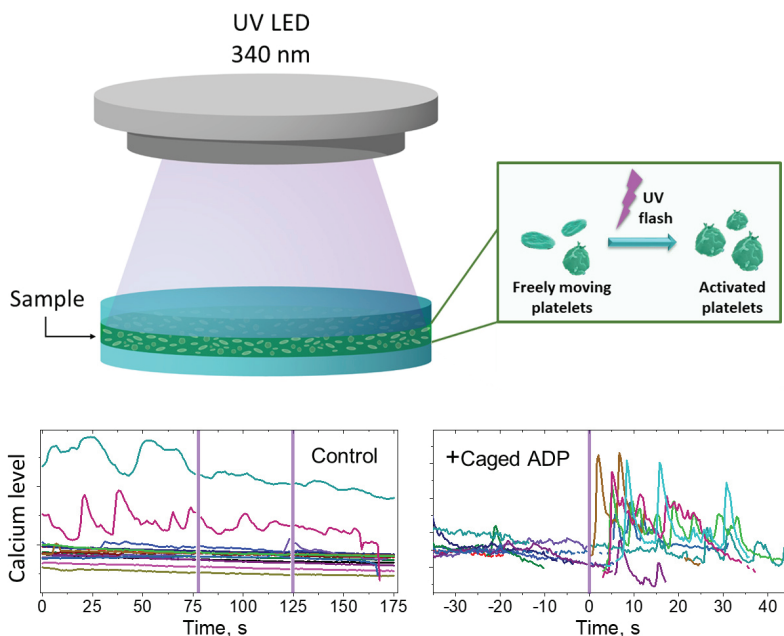 UV LED
340 nm
Sample
UV
flash
Freely moving
platelets
Activated
platelets
Calcium level
Control
0 25 50 75 100 125 150 175
Time, s
+Caged ADP
-30 -20 -10 0 10 20 30 40
Time, s